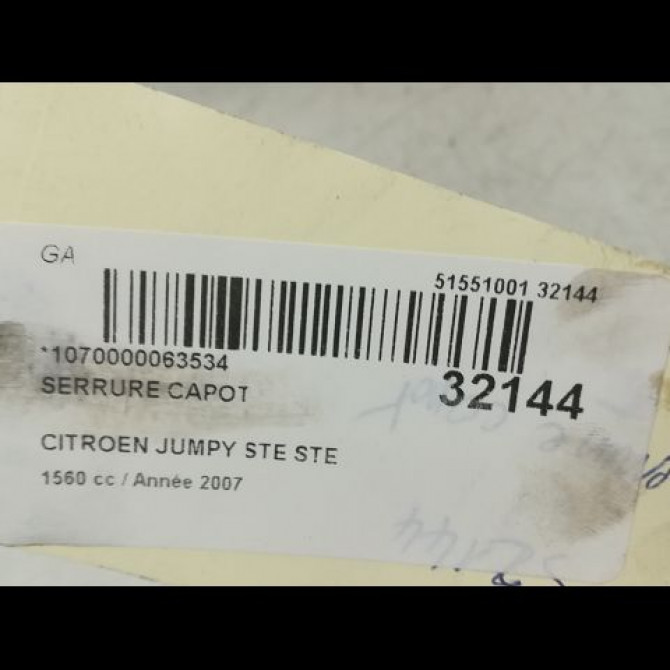 GA
51551001 32144
*1070000063534
32144
SERRURE CAPOT
CITROEN JUMPY STE STE
1560 cc / Année 2007